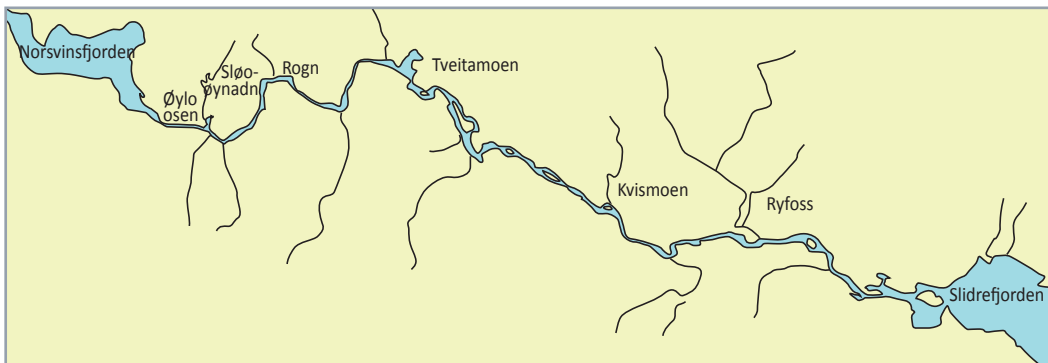 Norsvinsfjorden
Øylo
osen
Sløo-
øynadn
Rogn
Tveitamoen
Kvismoen
Ryfoss
Slidrefjorden